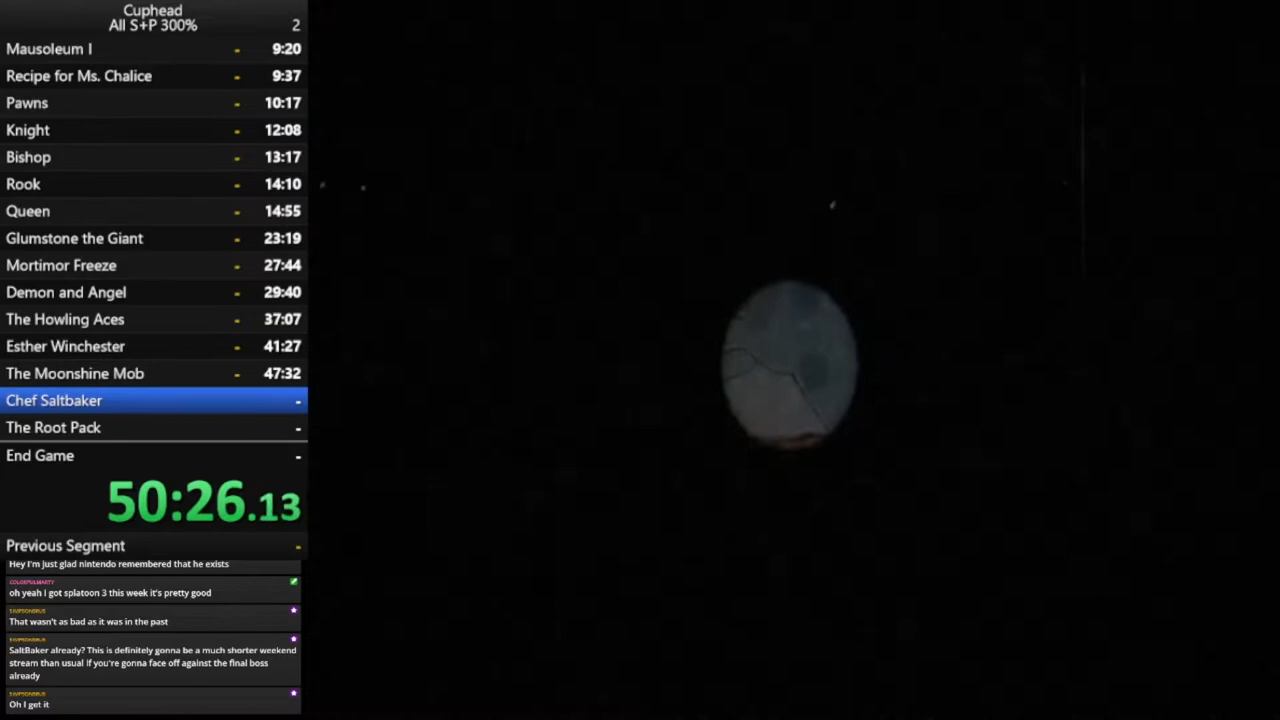 Cuphead
All S+P 300% 2
Mausoleum I - 9:20
Recipe for Ms. Chalice - 9:37
Pawns - 10:17
Knight - 12:08
Bishop - 13:17
Rook - 14:10
Queen - 14:55
Glumstone the Giant - 23:19
Mortimor Freeze - 27:44
Demon and Angel - 29:40
The Howling Aces - 37:07
Esther Winchester - 41:27
The Moonshine Mob - 47:32
Chef Saltbaker -
The Root Pack -
End Game -
50:26.13
Previous Segment -
Hey I'm just glad nintendo remembered that he exists
oh yeah I got splatoon 3 this week it's pretty good
That wasn't as bad as it was in the past
SaltBaker already? This is definitely gonna be a much shorter weekend
stream than usual if you're gonna face off against the final boss
already
Oh I get it